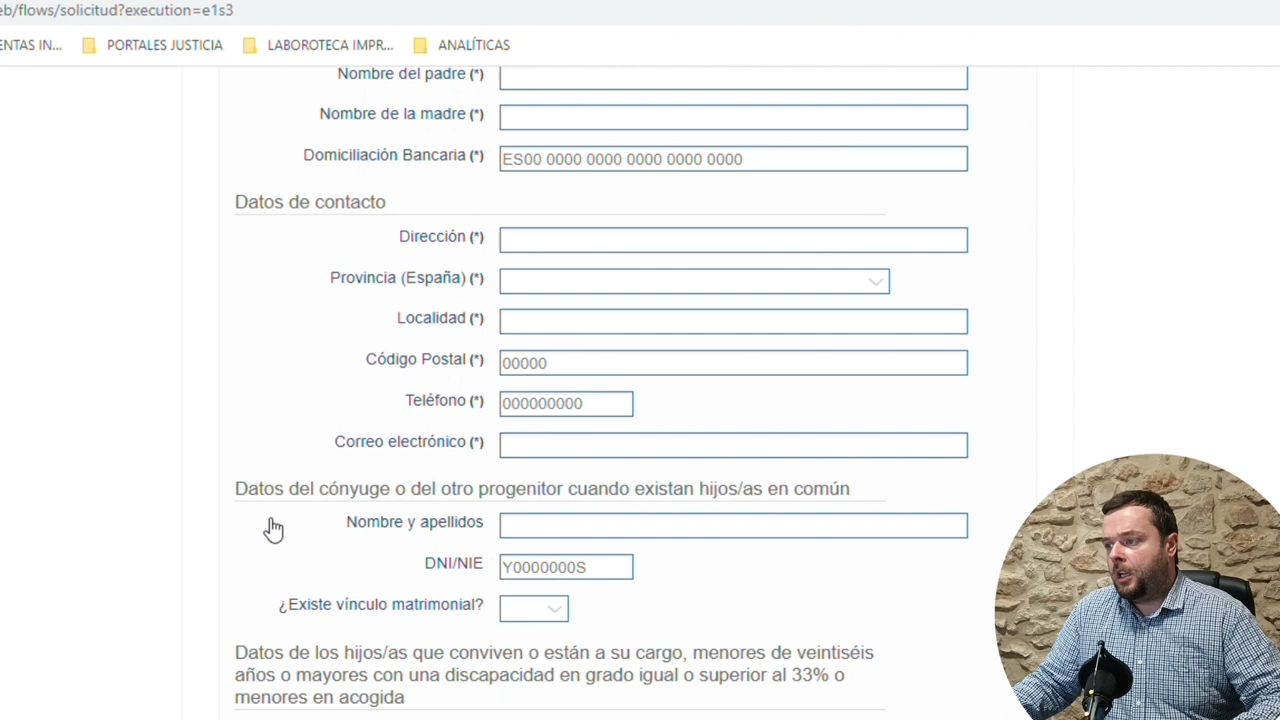 eb/flows/solicitud?execution=e1s3
ENTAS IN... PORTALES JUSTICIA LABOROTECA IMPR... ANALÍTICAS
Nombre del padre (*)
Nombre de la madre (*)
Domiciliación Bancaria (*) ES00 0000 0000 0000 0000 0000
Datos de contacto
Dirección (*)
Provincia (España) (*)
Localidad (*)
Código Postal (*) 00000
Teléfono (*) 000000000
Correo electrónico (*)
Datos del cónyuge o del otro progenitor cuando existan hijos/as en común
Nombre y apellidos
DNI/NIE Y0000000S
¿Existe vínculo matrimonial?
Datos de los hijos/as que conviven o están a su cargo, menores de veintiséis
años o mayores con una discapacidad en grado igual o superior al 33% o
menores en acogida